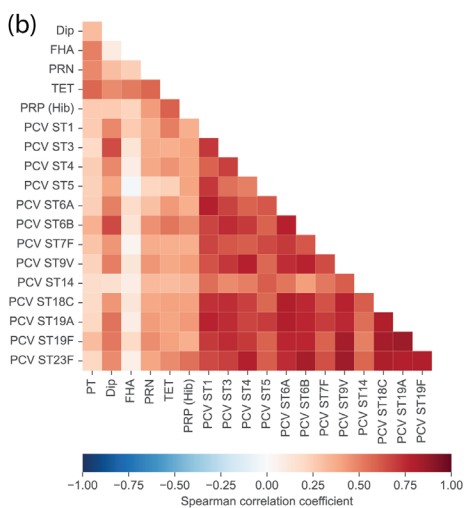 (b)
Dip
FHA
PRN
TET
PRP (Hib)
PCV ST1
PCV ST3
PCV ST4
PCV ST5
PCV ST6A
PCV ST6B
PCV ST7F
PCV ST9V
PCV ST14
PCV ST18C
PCV ST19A
PCV ST19F
PCV ST23F
PT
Dip
FHA
PRN
TET
PRP (Hib)
PCV ST1
PCV ST3
PCV ST4
PCV ST5
PCV ST6A
PCV ST6B
PCV ST7F
PCV ST9V
PCV ST14
PCV ST18C
PCV ST19A
PCV ST19F
−1.00 −0.75 −0.50 −0.25 0.00 0.25 0.50 0.75 1.00
Spearman correlation coefficient